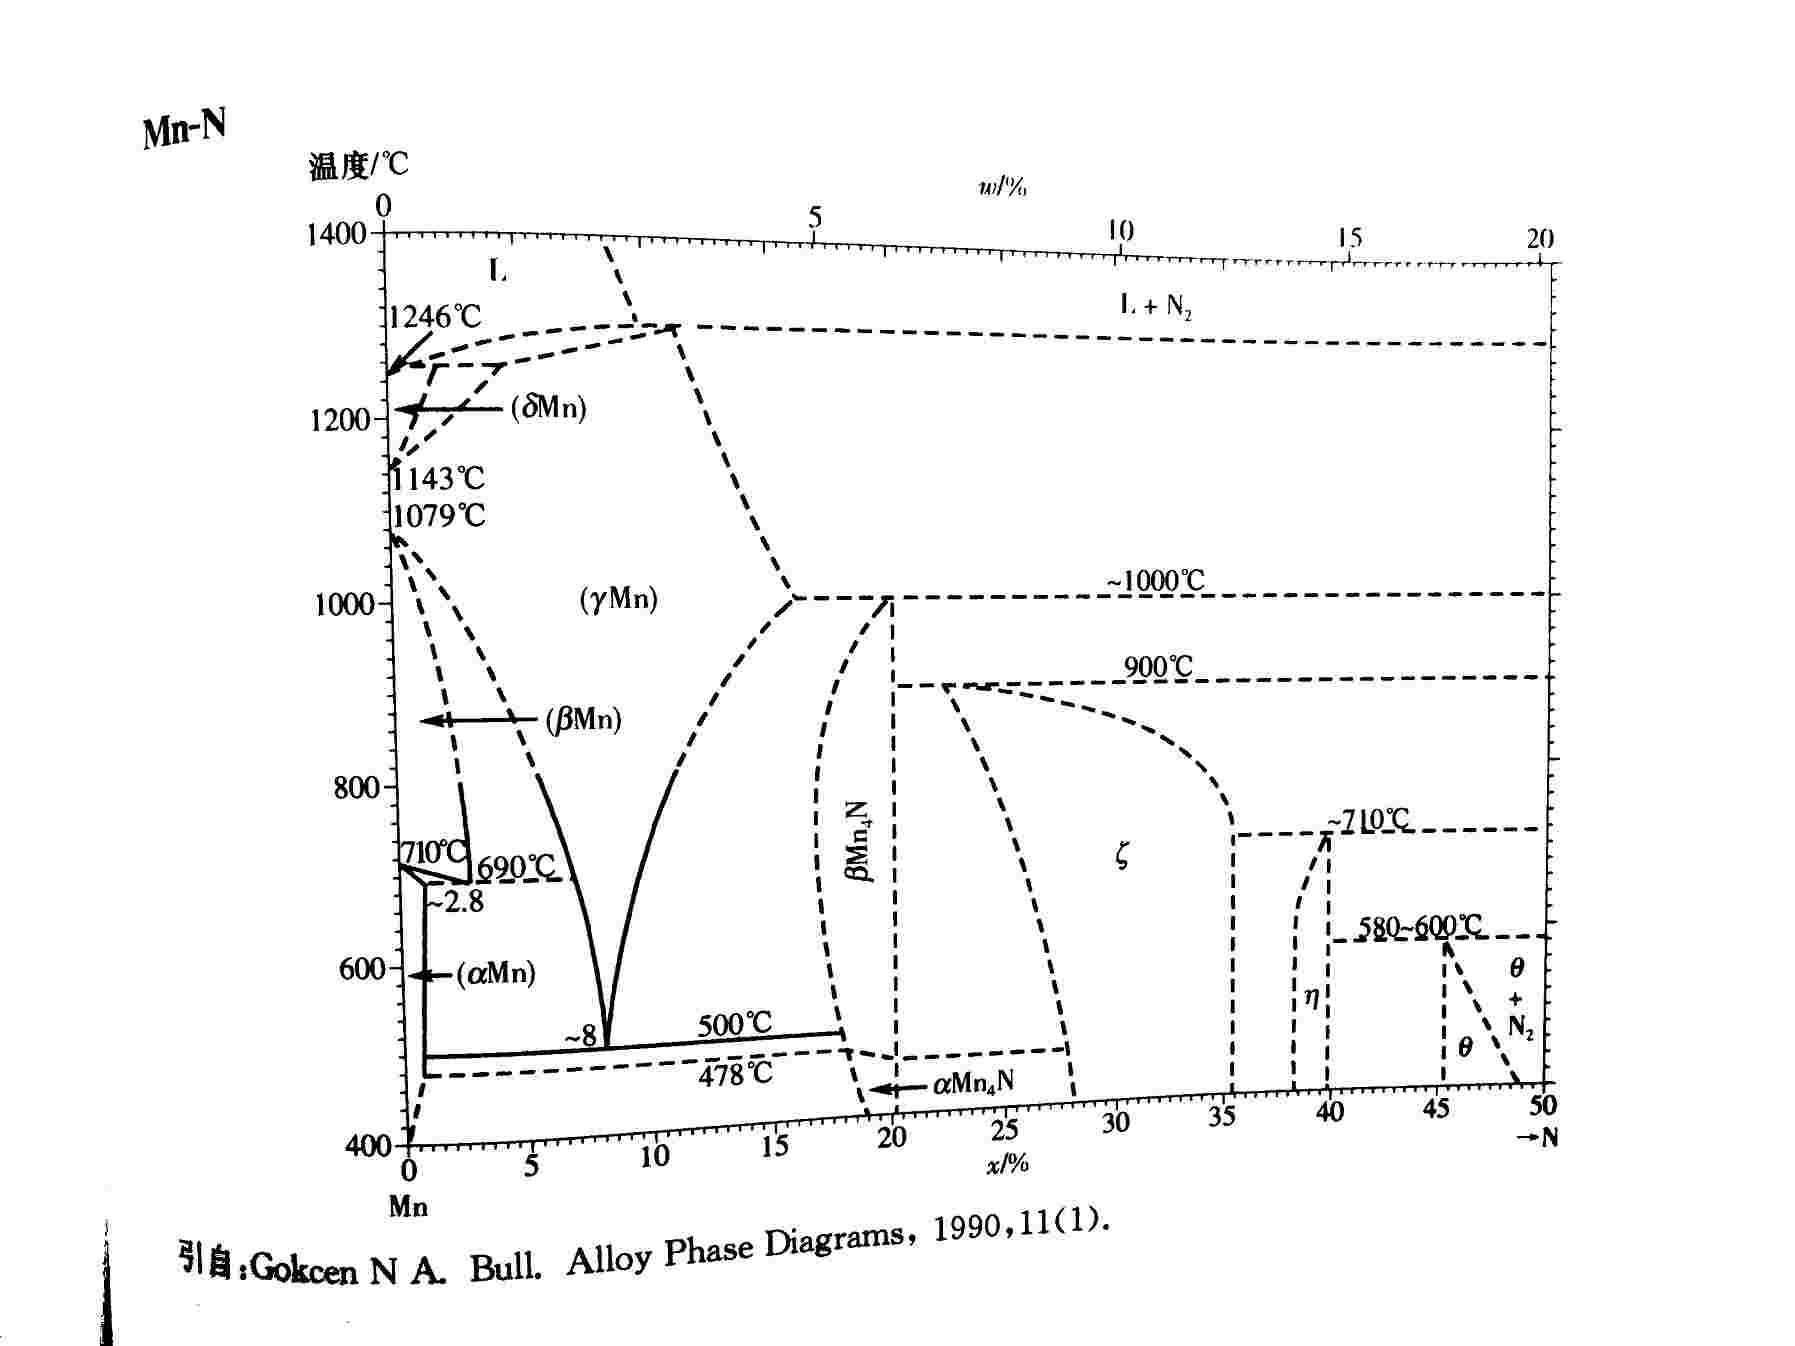 Mn-N
温度/℃
w/%
0 5 10 15 20
1400
L
L + N₂
1246℃
1200
(δMn)
1143℃
1079℃
1000
(γMn)
~1000℃
900℃
(βMn)
800
βMn₄N
ζ
~710℃
710℃
690℃
~2.8
580~600℃
600
(αMn)
η
θ
θ
+
N₂
~8
500℃
478℃
αMn₄N
400
0 5 10 15 20 25 30 35 40 45 50
x/%
→N
Mn
引自:Gokcen N A. Bull. Alloy Phase Diagrams, 1990,11(1).